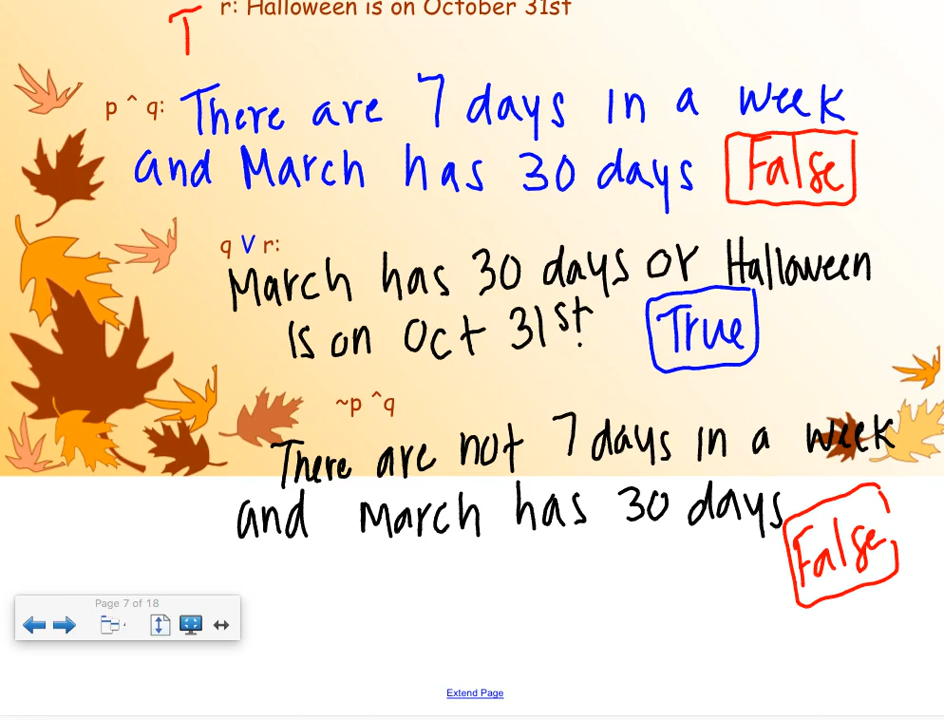 r: Halloween is on October 31st
T
p ^ q: There are 7 days in a week
and March has 30 days False
q V r:
March has 30 days or Halloween
is on Oct 31st. True
~p ^q
There are not 7 days in a week
and March has 30 days
False
Page 7 of 18
Extend Page